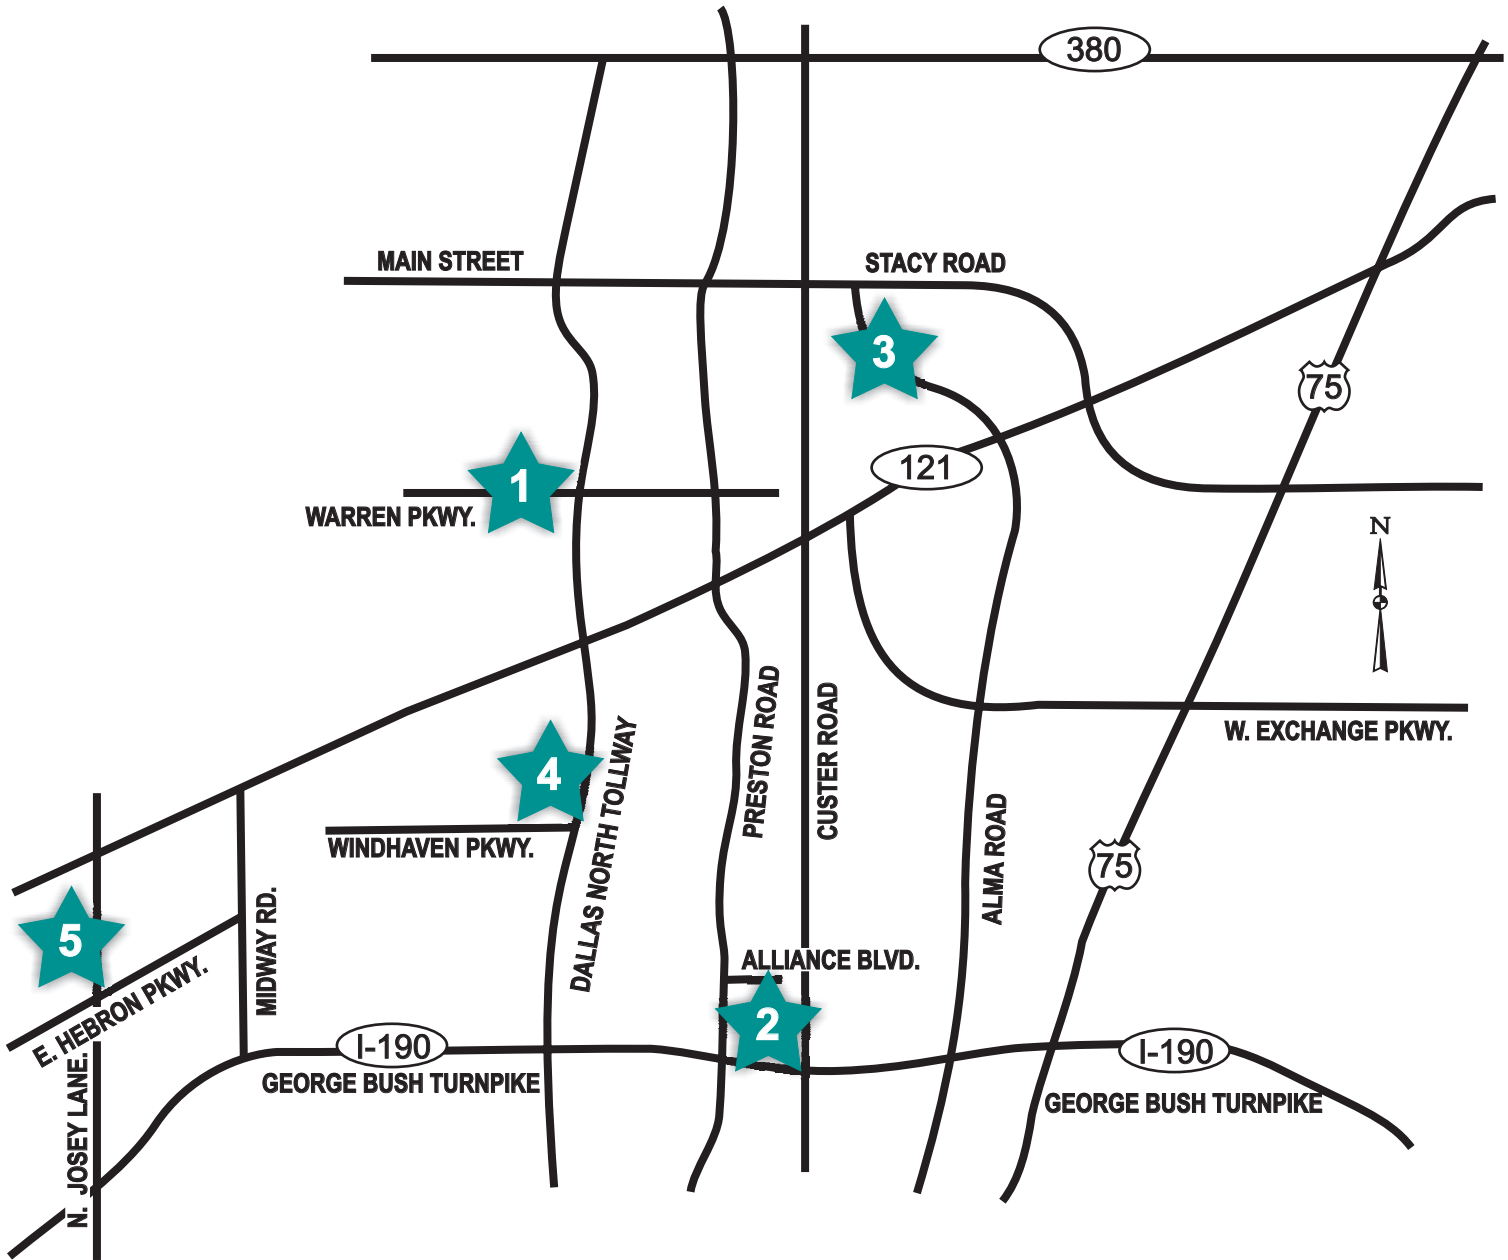 380
MAIN STREET
STACY ROAD
3
75
121
1
WARREN PKWY.
N
W. EXCHANGE PKWY.
PRESTON ROAD
CUSTER ROAD
DALLAS NORTH TOLLWAY
4
WINDHAVEN PKWY.
ALMA ROAD
75
5
MIDWAY RD.
ALLIANCE BLVD.
E. HEBRON PKWY.
2
I-190
GEORGE BUSH TURNPIKE
I-190
GEORGE BUSH TURNPIKE
N. JOSEY LANE.